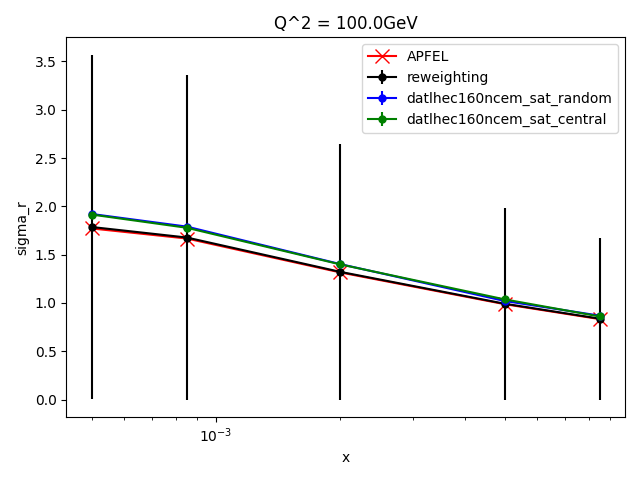 Q^2 = 100.0GeV
APFEL
reweighting
datlhec160ncem_sat_random
datlhec160ncem_sat_central
sigma_r
3.5
3.0
2.5
2.0
1.5
1.0
0.5
0.0
10^{-3}
x